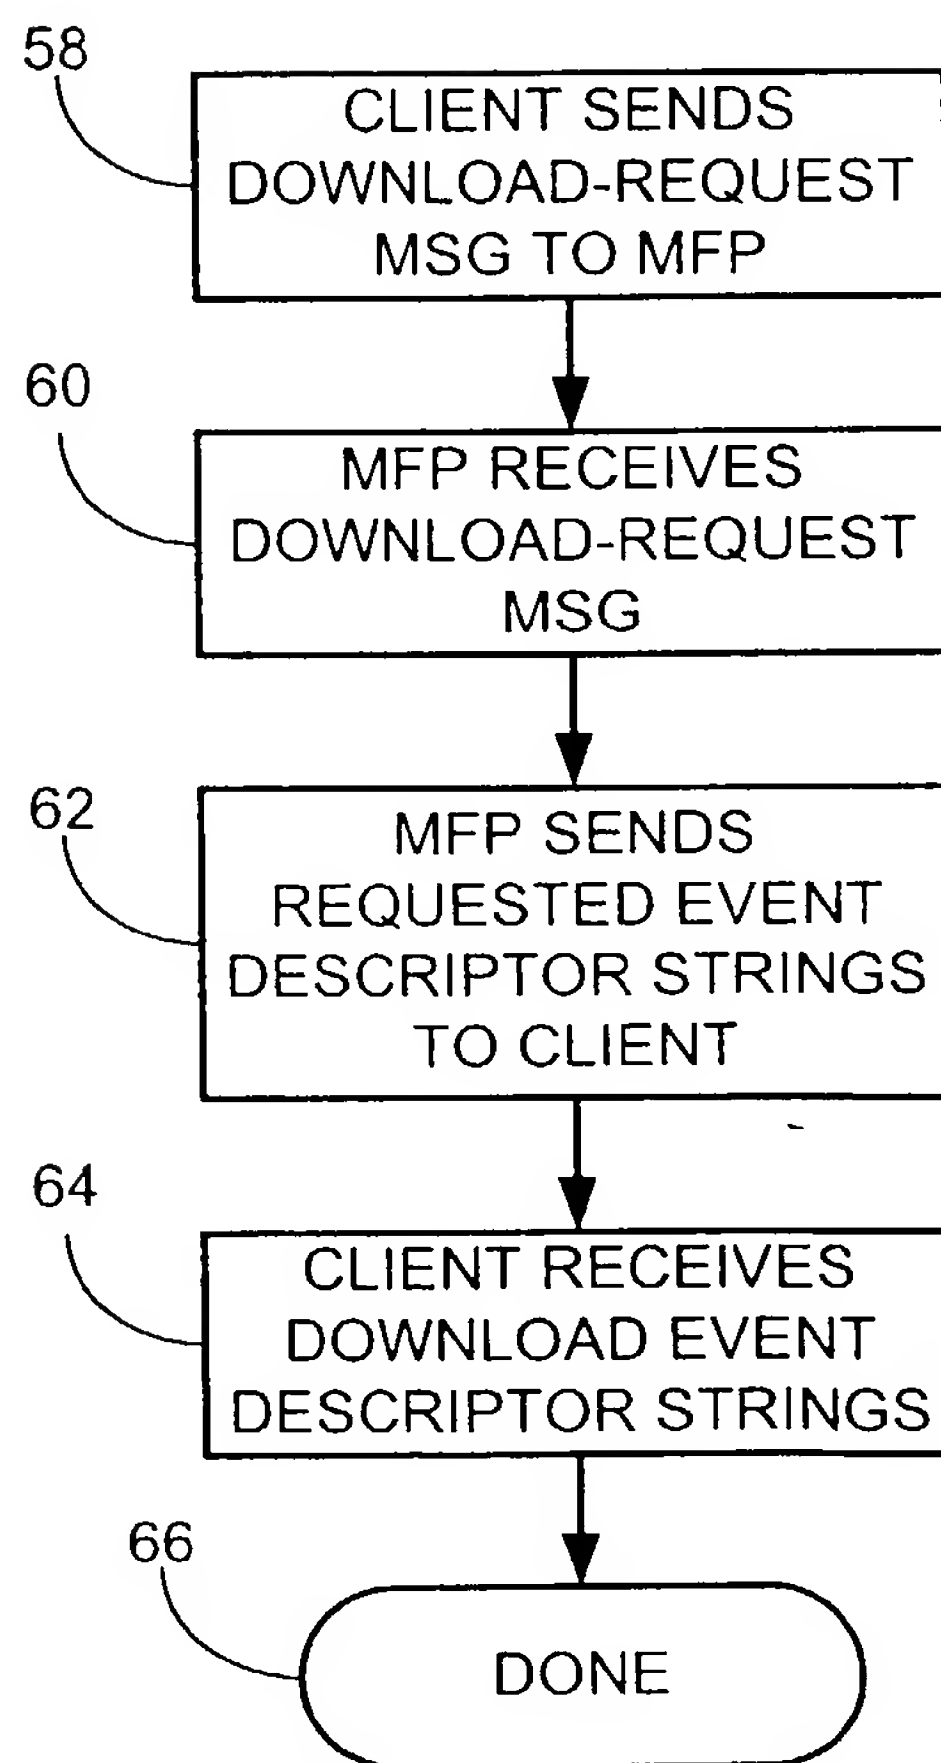 58
CLIENT SENDS
DOWNLOAD-REQUEST
MSG TO MFP
60
MFP RECEIVES
DOWNLOAD-REQUEST
MSG
62
MFP SENDS
REQUESTED EVENT
DESCRIPTOR STRINGS
TO CLIENT
64
CLIENT RECEIVES
DOWNLOAD EVENT
DESCRIPTOR STRINGS
66
DONE